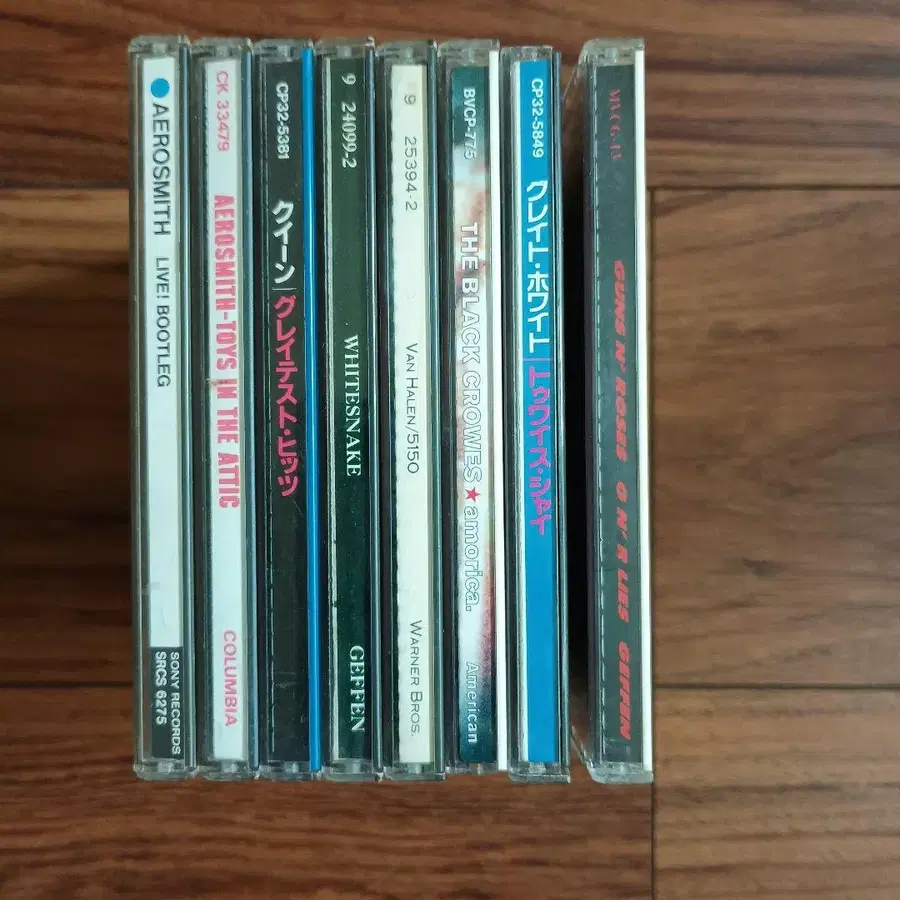 AEROSMITH LIVE! BOOTLEG
SONY RECORDS
SRCS 6275
CK 33479 AEROSMITH-TOYS IN THE ATTIC COLUMBIA
CP32-5381 クイーン|グレイテスト・ヒッツ
9 24099-2 WHITESNAKE GEFFEN
9 25394-2 VAN HALEN/5150 WARNER BROS.
BVCP-775 THE BLACK CROWES★amorica. American
CP32-5849 グレイト・ホワイト|トゥワイス・シャイ
MVCG-13 GUNS N' ROSES G N' R LIES GEFFEN